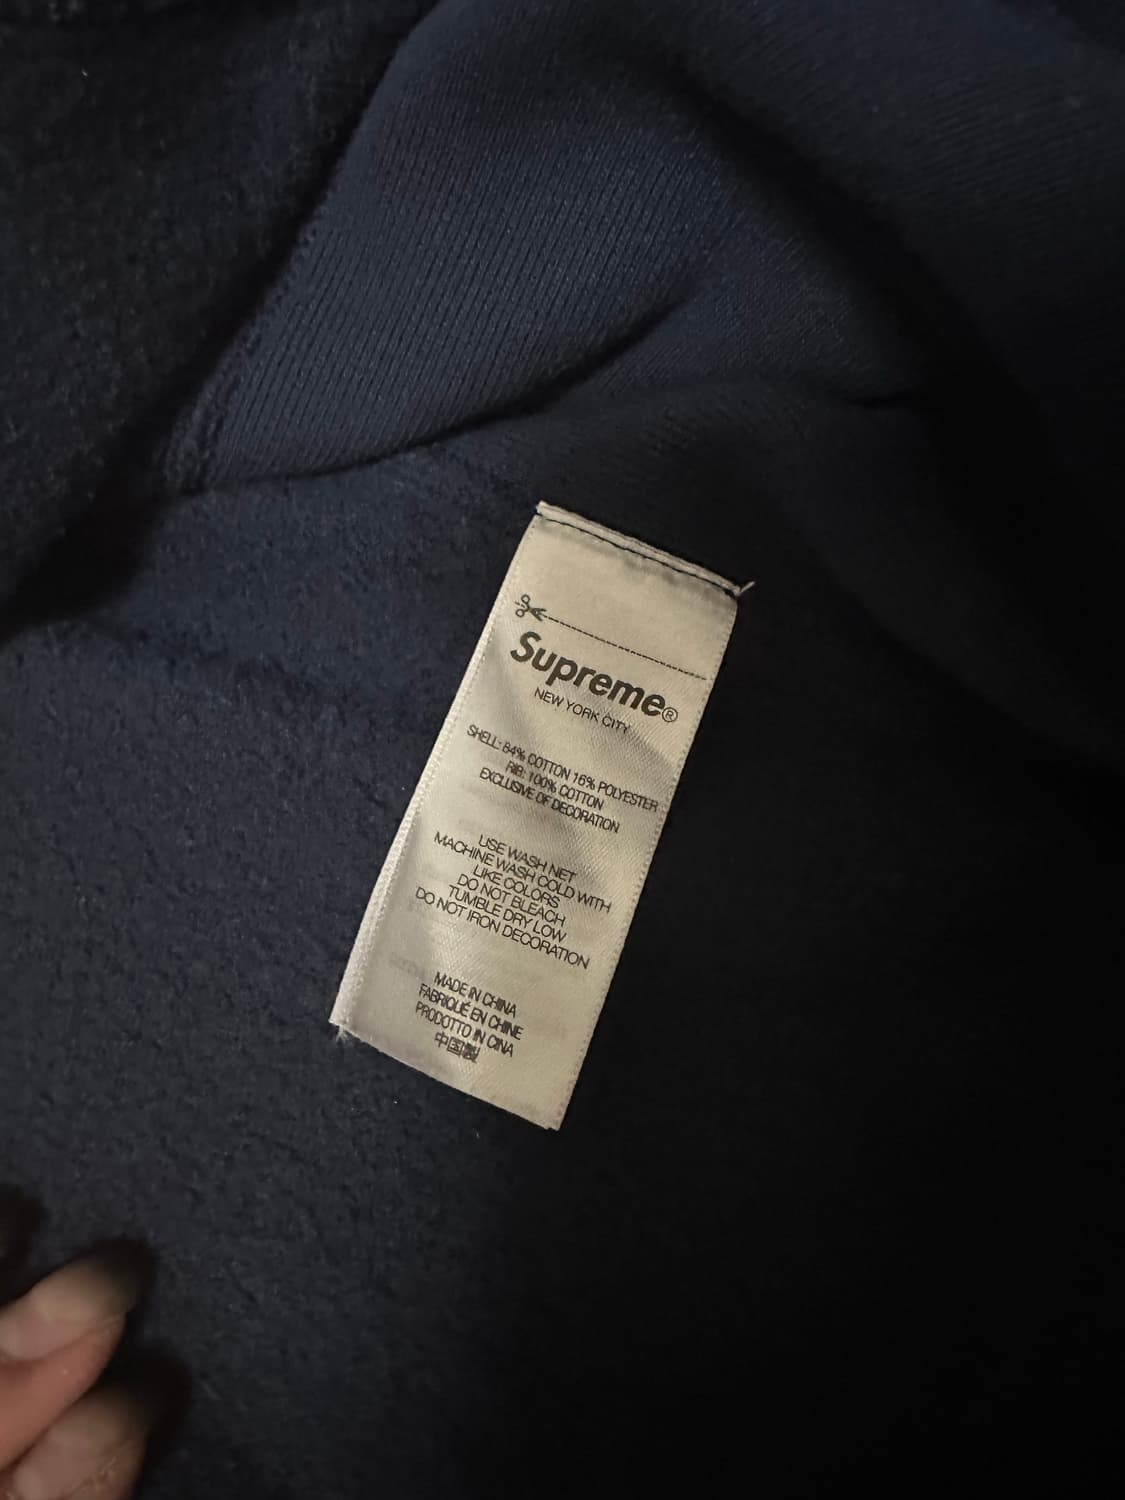 Supreme®
NEW YORK CITY
SHELL: 84% COTTON 16% POLYESTER
RIB: 100% COTTON
EXCLUSIVE OF DECORATION
USE WASH NET
MACHINE WASH COLD WITH
LIKE COLORS
DO NOT BLEACH
TUMBLE DRY LOW
DO NOT IRON DECORATION
MADE IN CHINA
FABRIQUÉ EN CHINE
PRODOTTO IN CINA
中国製